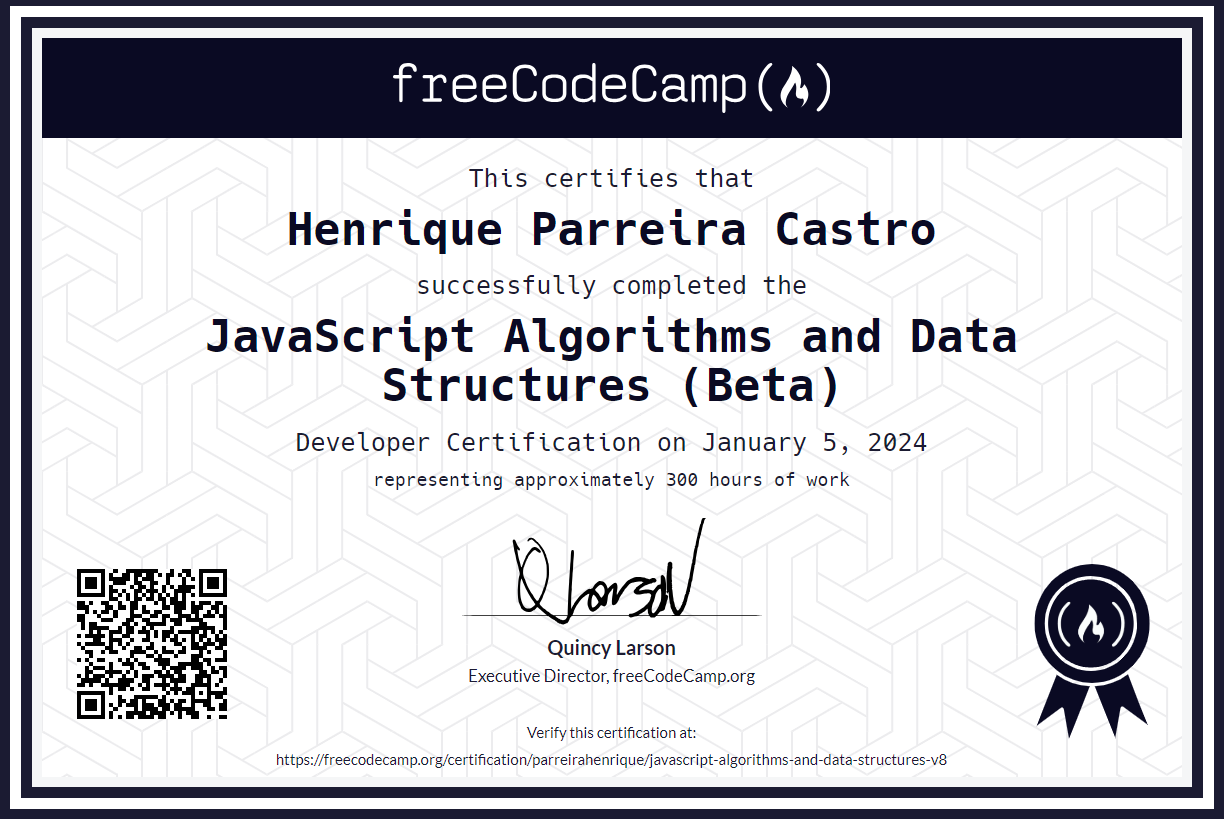 freeCodeCamp
This certifies that
Henrique Parreira Castro
successfully completed the
JavaScript Algorithms and Data
Structures (Beta)
Developer Certification on January 5, 2024
representing approximately 300 hours of work
Q Larson
Quincy Larson
Executive Director, freeCodeCamp.org
Verify this certification at:
https://freecodecamp.org/certification/parreirahenrique/javascript-algorithms-and-data-structures-v8